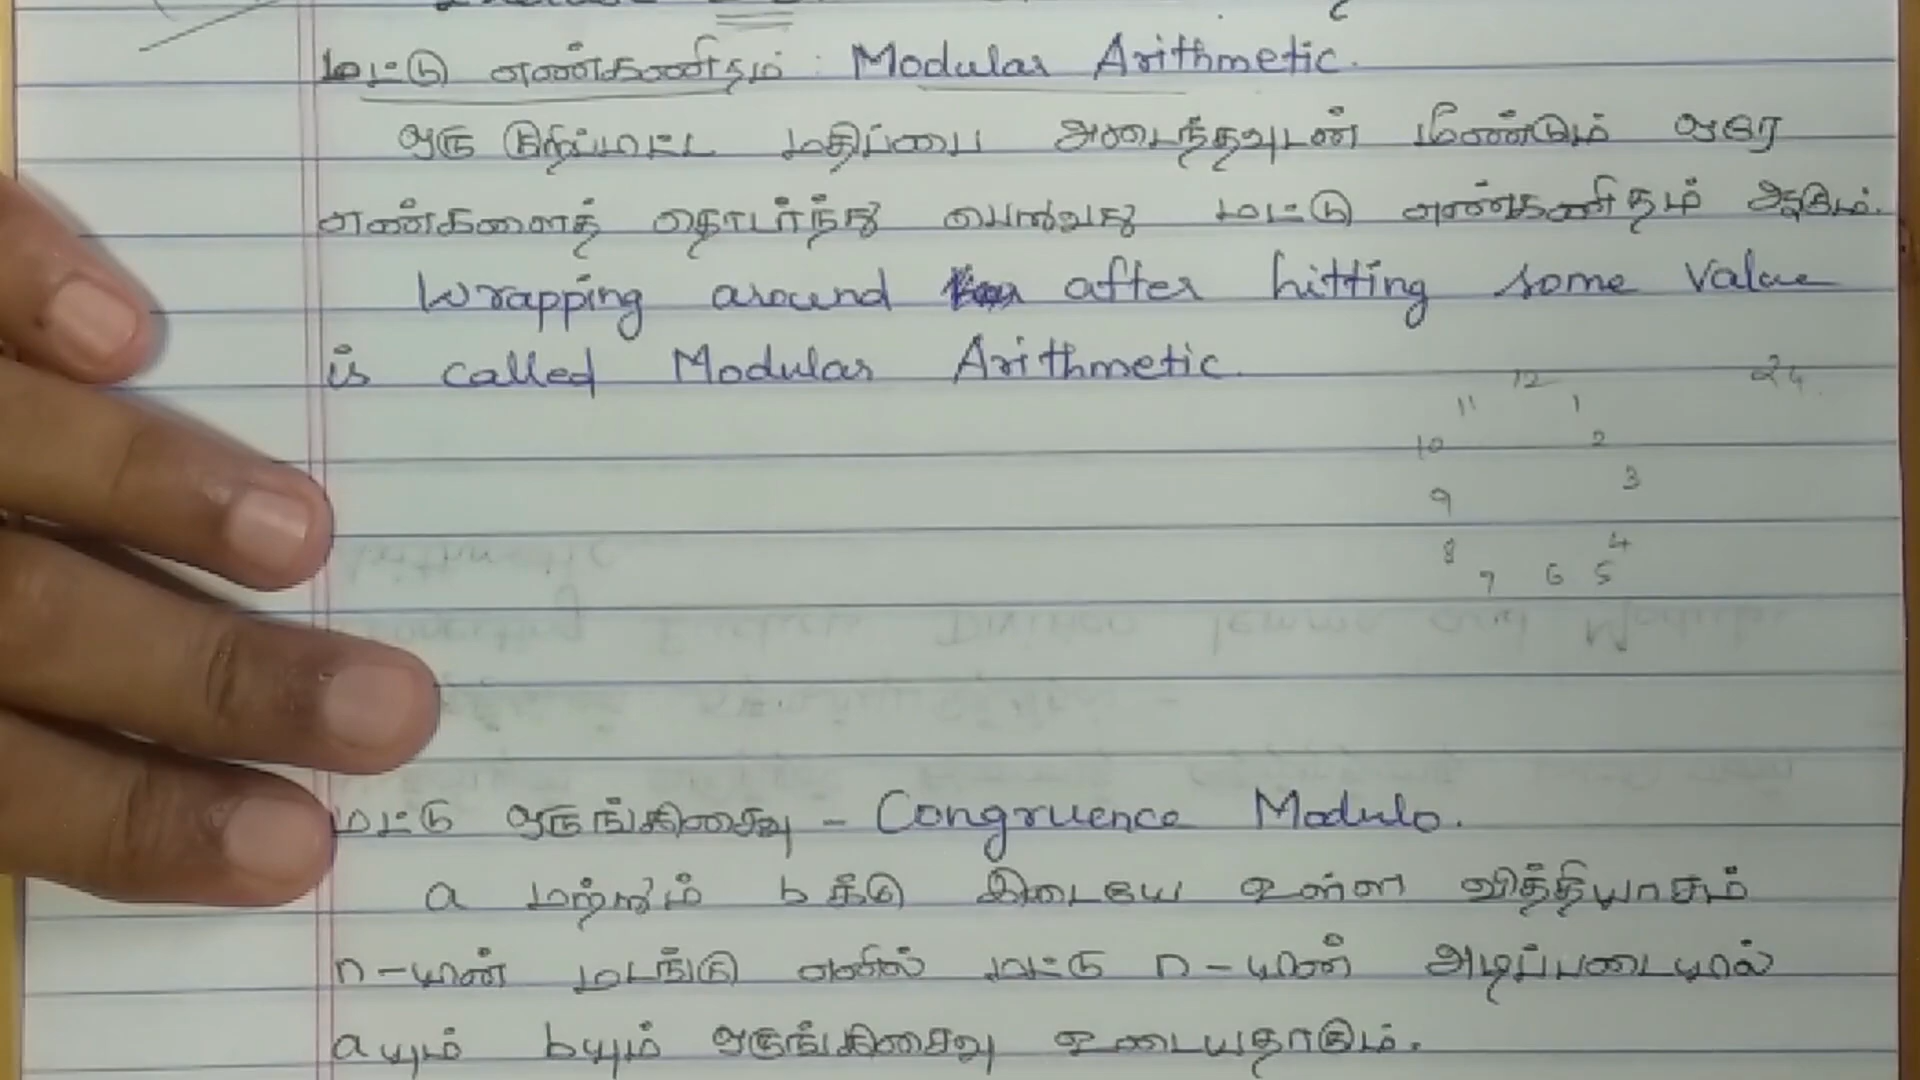 மட்டு எண்கணிதம் : Modular Arithmetic.
ஒரு குறிப்பிட்ட மதிப்பை அடைந்தவுடன் மீண்டும் ஒரே
எண்களைத் தொடர்ந்து பெறுவது மட்டு எண்கணிதம் ஆகும்.
Wrapping around after hitting some value
is called Modular Arithmetic.
12 24
11 1
10 2
9 3
8 4
7 6 5
மட்டு ஒருங்கிசைவு - Congruence Modulo.
a மற்றும் b க்கு இடையே உள்ள வித்தியாசம்
n-யின் மடங்கு எனில் மட்டு n-யின் அடிப்படையில்
a யும் b யும் ஒருங்கிசைவு உடையதாகும்.